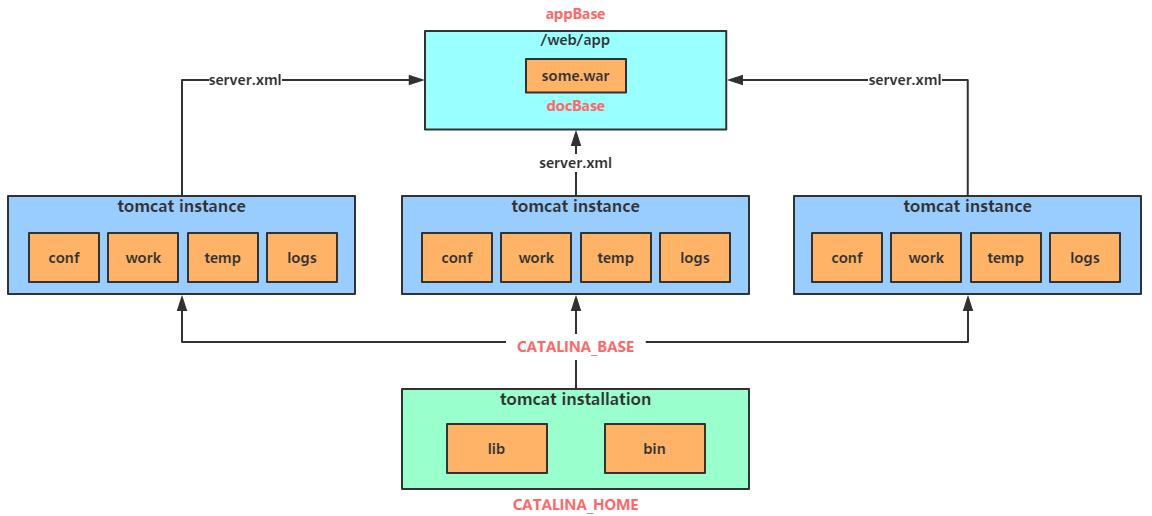 appBase
/web/app
some.war
docBase
server.xml
server.xml
server.xml
tomcat instance
conf
work
temp
logs
tomcat instance
conf
work
temp
logs
tomcat instance
conf
work
temp
logs
CATALINA_BASE
tomcat installation
lib
bin
CATALINA_HOME